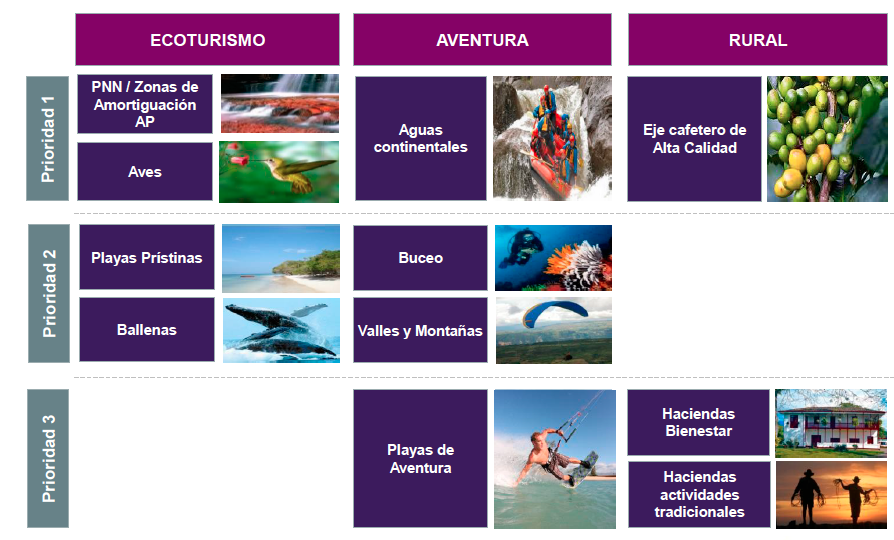 ECOTURISMO
AVENTURA
RURAL
Prioridad 1
PNN / Zonas de
Amortiguación
AP
Aves
Aguas
continentales
Eje cafetero de
Alta Calidad
Prioridad 2
Playas Prístinas
Ballenas
Buceo
Valles y Montañas
Prioridad 3
Playas de
Aventura
Haciendas
Bienestar
Haciendas
actividades
tradicionales